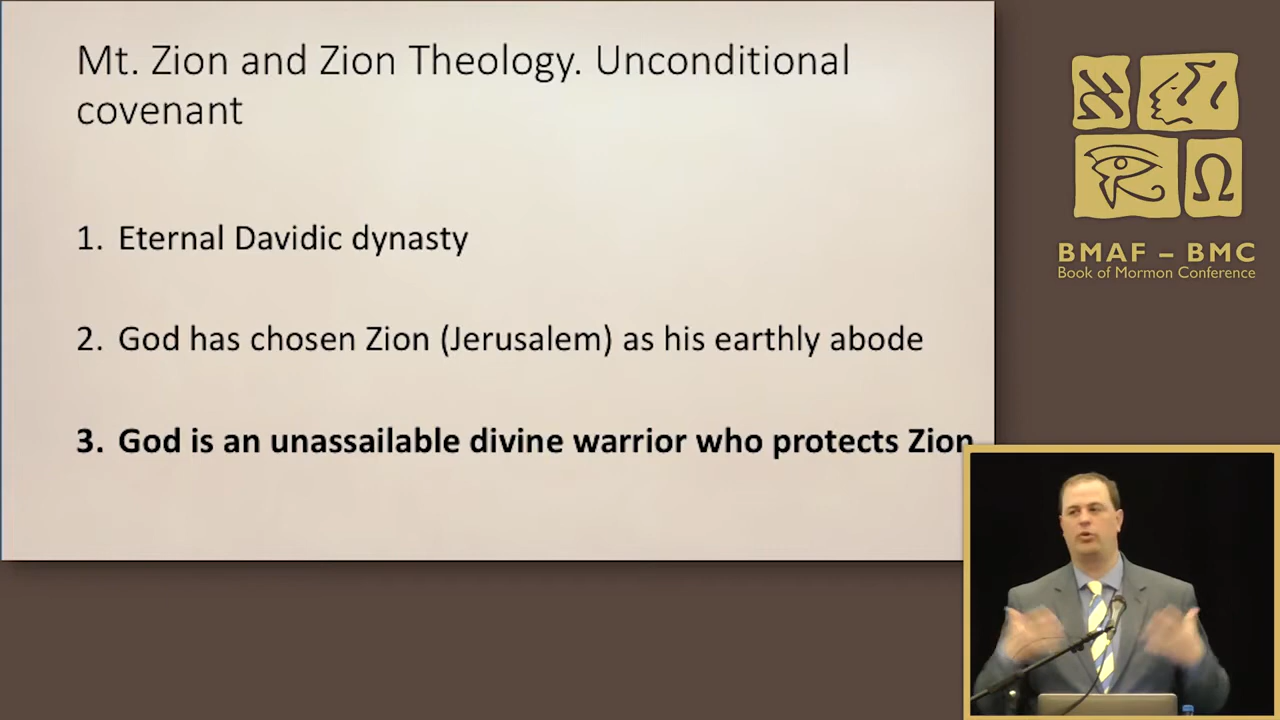 Mt. Zion and Zion Theology. Unconditional
covenant
1. Eternal Davidic dynasty
2. God has chosen Zion (Jerusalem) as his earthly abode
3. God is an unassailable divine warrior who protects Zion
א
Ω
BMAF – BMC
Book of Mormon Conference